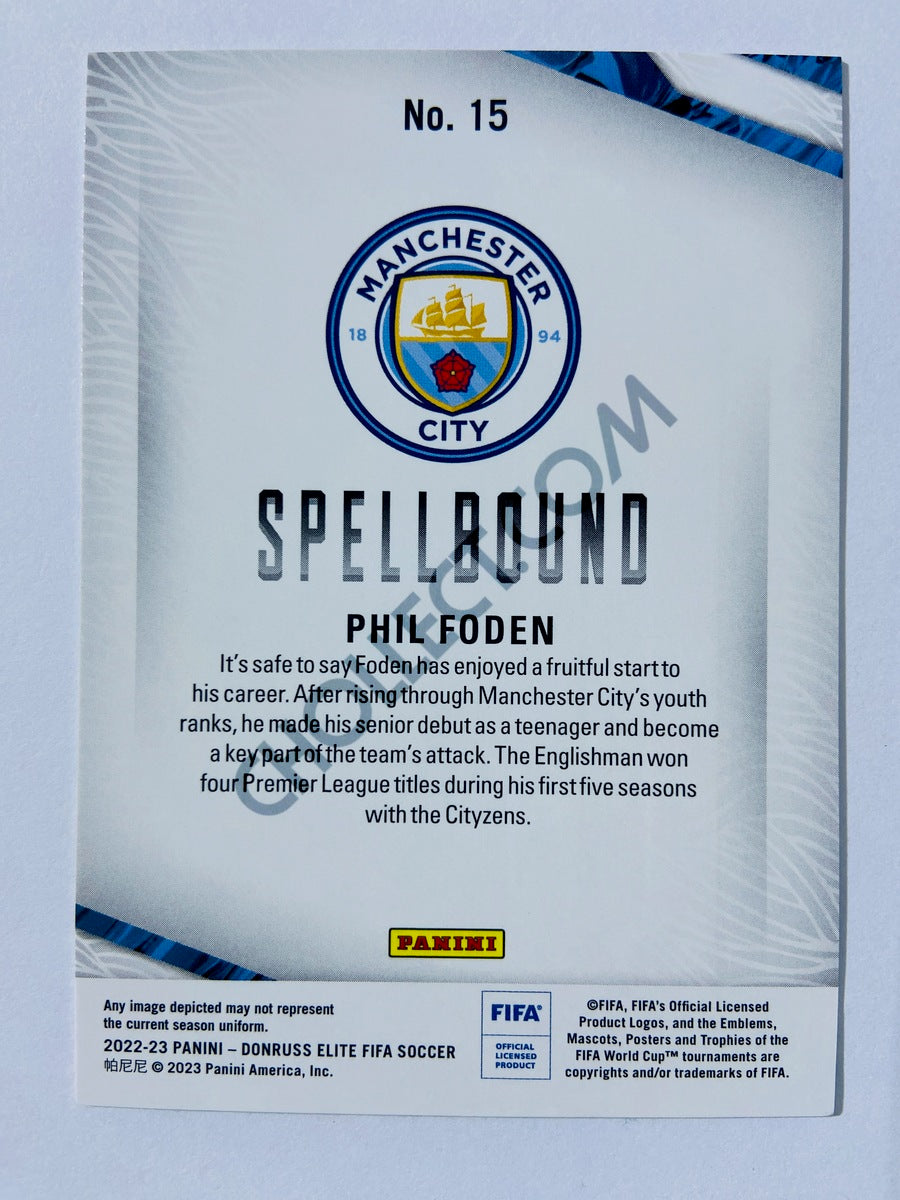 No. 15
MANCHESTER
18 94
CITY
SPELLBOUND
PHIL FODEN
It's safe to say Foden has enjoyed a fruitful start to
his career. After rising through Manchester City's youth
ranks, he made his senior debut as a teenager and become
a key part of the team's attack. The Englishman won
four Premier League titles during his first five seasons
with the Cityzens.
CHOLLECT.COM
PANINI
Any image depicted may not represent
the current season uniform.
2022-23 PANINI – DONRUSS ELITE FIFA SOCCER
帕尼尼 © 2023 Panini America, Inc.
FIFA®
OFFICIAL
LICENSED
PRODUCT
©FIFA, FIFA's Official Licensed
Product Logos, and the Emblems,
Mascots, Posters and Trophies of the
FIFA World Cup™ tournaments are
copyrights and/or trademarks of FIFA.